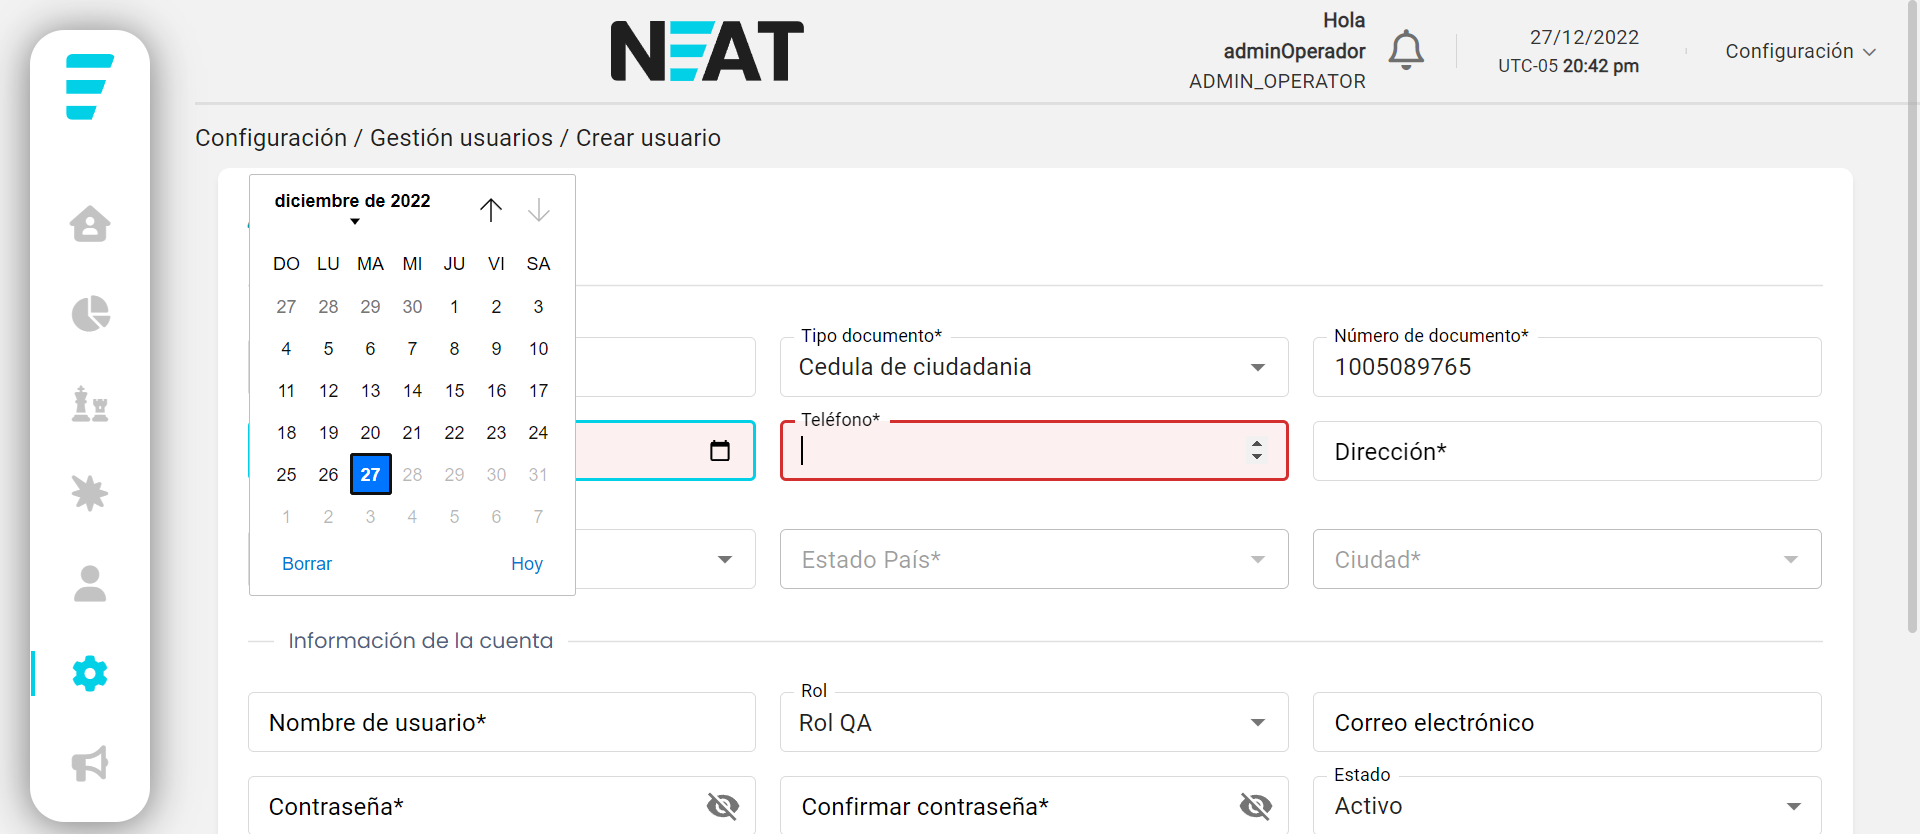 NEAT
Hola
adminOperador
ADMIN_OPERATOR
27/12/2022
UTC-05 20:42 pm
Configuración
Configuración / Gestión usuarios / Crear usuario
diciembre de 2022
DO LU MA MI JU VI SA
27 28 29 30 1 2 3
4 5 6 7 8 9 10
11 12 13 14 15 16 17
18 19 20 21 22 23 24
25 26 27 28 29 30 31
1 2 3 4 5 6 7
Borrar Hoy
Tipo documento*
Cedula de ciudadania
Número de documento*
1005089765
Teléfono*
Dirección*
Estado País*
Ciudad*
Información de la cuenta
Nombre de usuario*
Rol
Rol QA
Correo electrónico
Contraseña*
Confirmar contraseña*
Estado
Activo